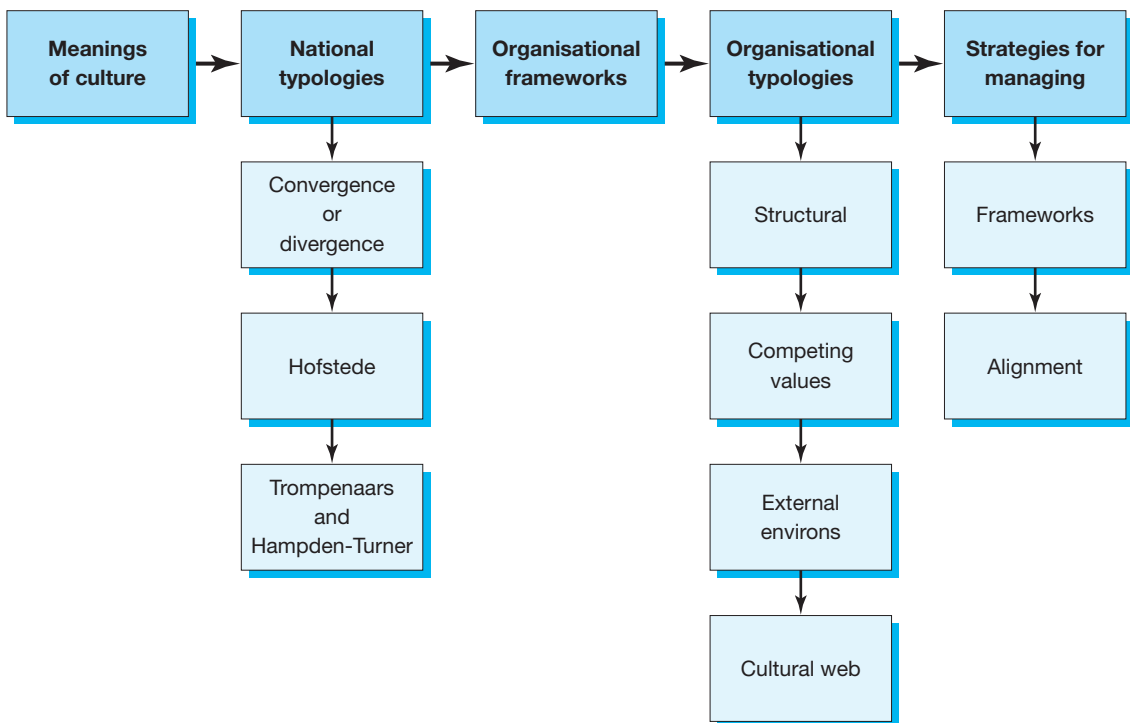 Meanings
of culture
National
typologies
Organisational
frameworks
Organisational
typologies
Strategies for
managing
Convergence
or
divergence
Structural
Frameworks
Hofstede
Competing
values
Alignment
Trompenaars
and
Hampden-Turner
External
environs
Cultural web